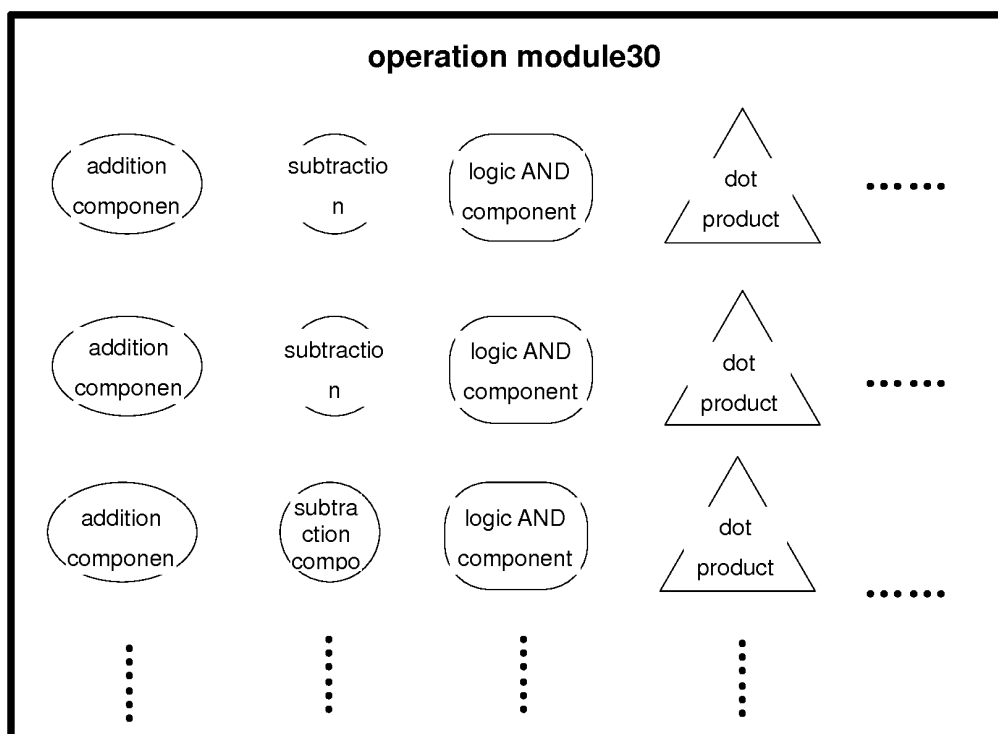 operation module30
addition
componen
subtractio
n
logic AND
component
dot
product
addition
componen
subtractio
n
logic AND
component
dot
product
addition
componen
subtra
ction
compo
logic AND
component
dot
product